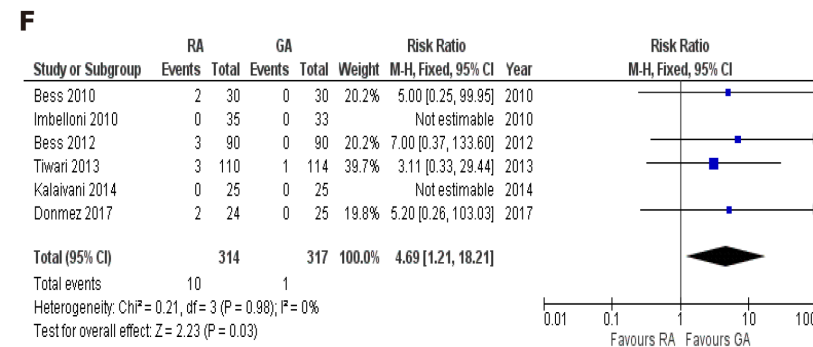 F
RA GA Risk Ratio Risk Ratio
Study or Subgroup Events Total Events Total Weight M-H, Fixed, 95% CI Year M-H, Fixed, 95% CI
Bess 2010 2 30 0 30 20.2% 5.00 [0.25, 99.95] 2010
Imbelloni 2010 0 35 0 33 Not estimable 2010
Bess 2012 3 90 0 90 20.2% 7.00 [0.37, 133.60] 2012
Tiwari 2013 3 110 1 114 39.7% 3.11 [0.33, 29.44] 2013
Kalaivani 2014 0 25 0 25 Not estimable 2014
Donmez 2017 2 24 0 25 19.8% 5.20 [0.26, 103.03] 2017
Total (95% CI) 314 317 100.0% 4.69 [1.21, 18.21]
Total events 10 1
Heterogeneity: Chi² = 0.21, df = 3 (P = 0.98); I² = 0%
Test for overall effect: Z = 2.23 (P = 0.03)
0.01 0.1 1 10 100
Favours RA Favours GA